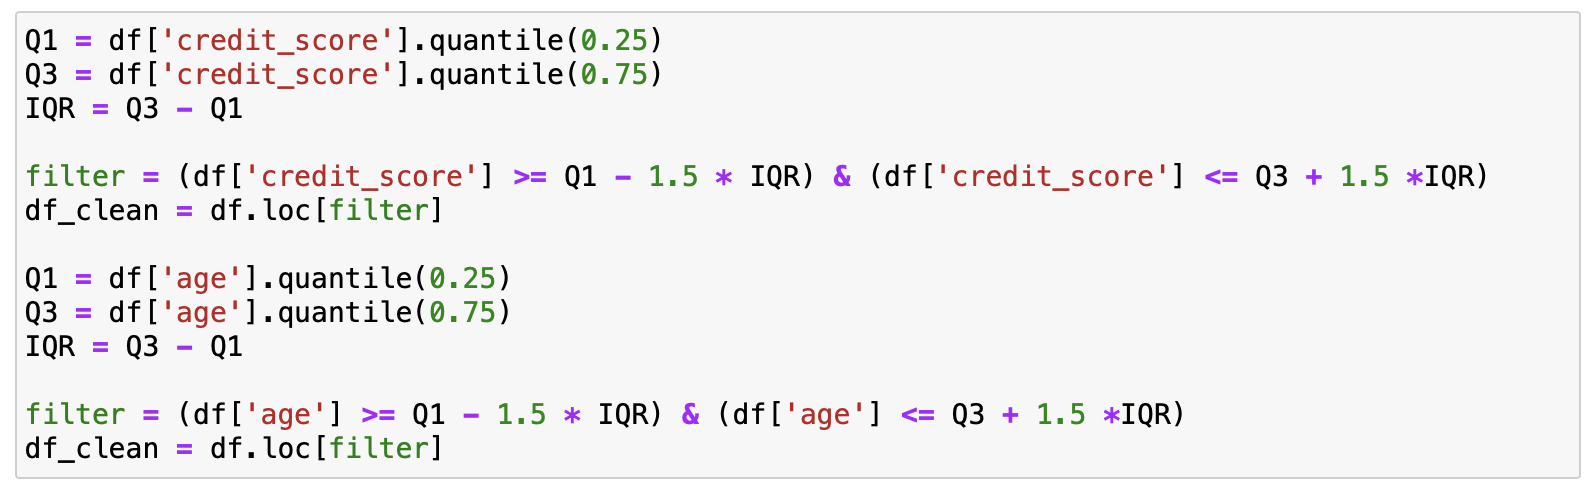 Q1 = df['credit_score'].quantile(0.25)
Q3 = df['credit_score'].quantile(0.75)
IQR = Q3 - Q1
filter = (df['credit_score'] >= Q1 - 1.5 * IQR) & (df['credit_score'] <= Q3 + 1.5 *IQR)
df_clean = df.loc[filter]
Q1 = df['age'].quantile(0.25)
Q3 = df['age'].quantile(0.75)
IQR = Q3 - Q1
filter = (df['age'] >= Q1 - 1.5 * IQR) & (df['age'] <= Q3 + 1.5 *IQR)
df_clean = df.loc[filter]